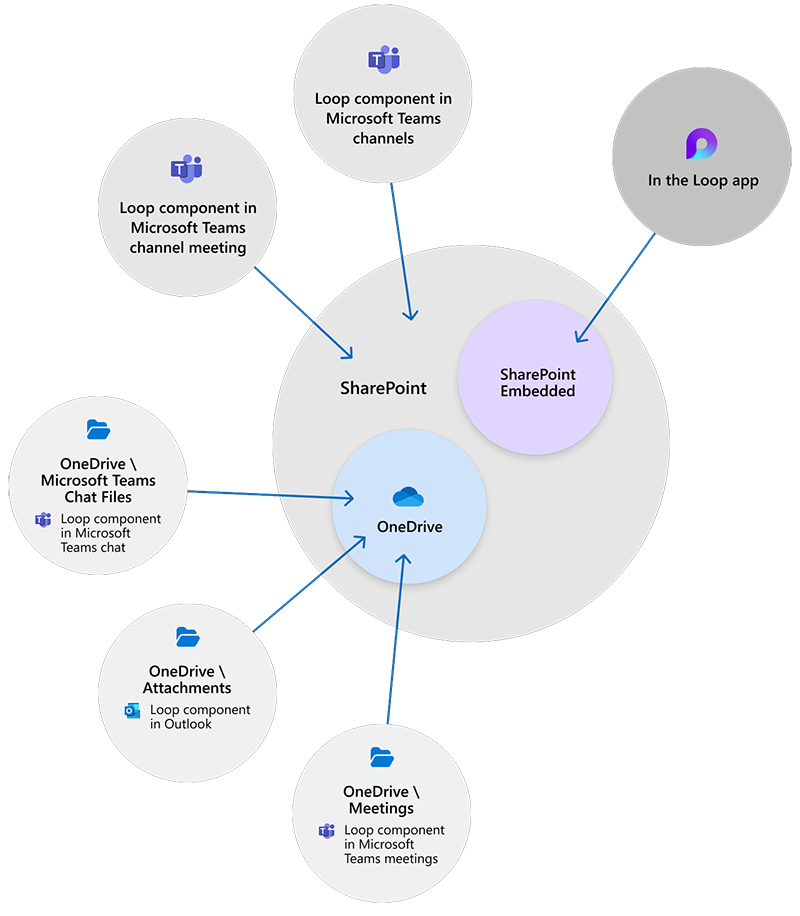 Loop component in
Microsoft Teams
channels
In the Loop app
Loop component in
Microsoft Teams
channel meeting
SharePoint
SharePoint
Embedded
OneDrive \
Microsoft Teams
Chat Files
Loop component
in Microsoft
Teams chat
OneDrive
OneDrive \
Attachments
Loop component
in Outlook
OneDrive \
Meetings
Loop component
in Microsoft
Teams meetings